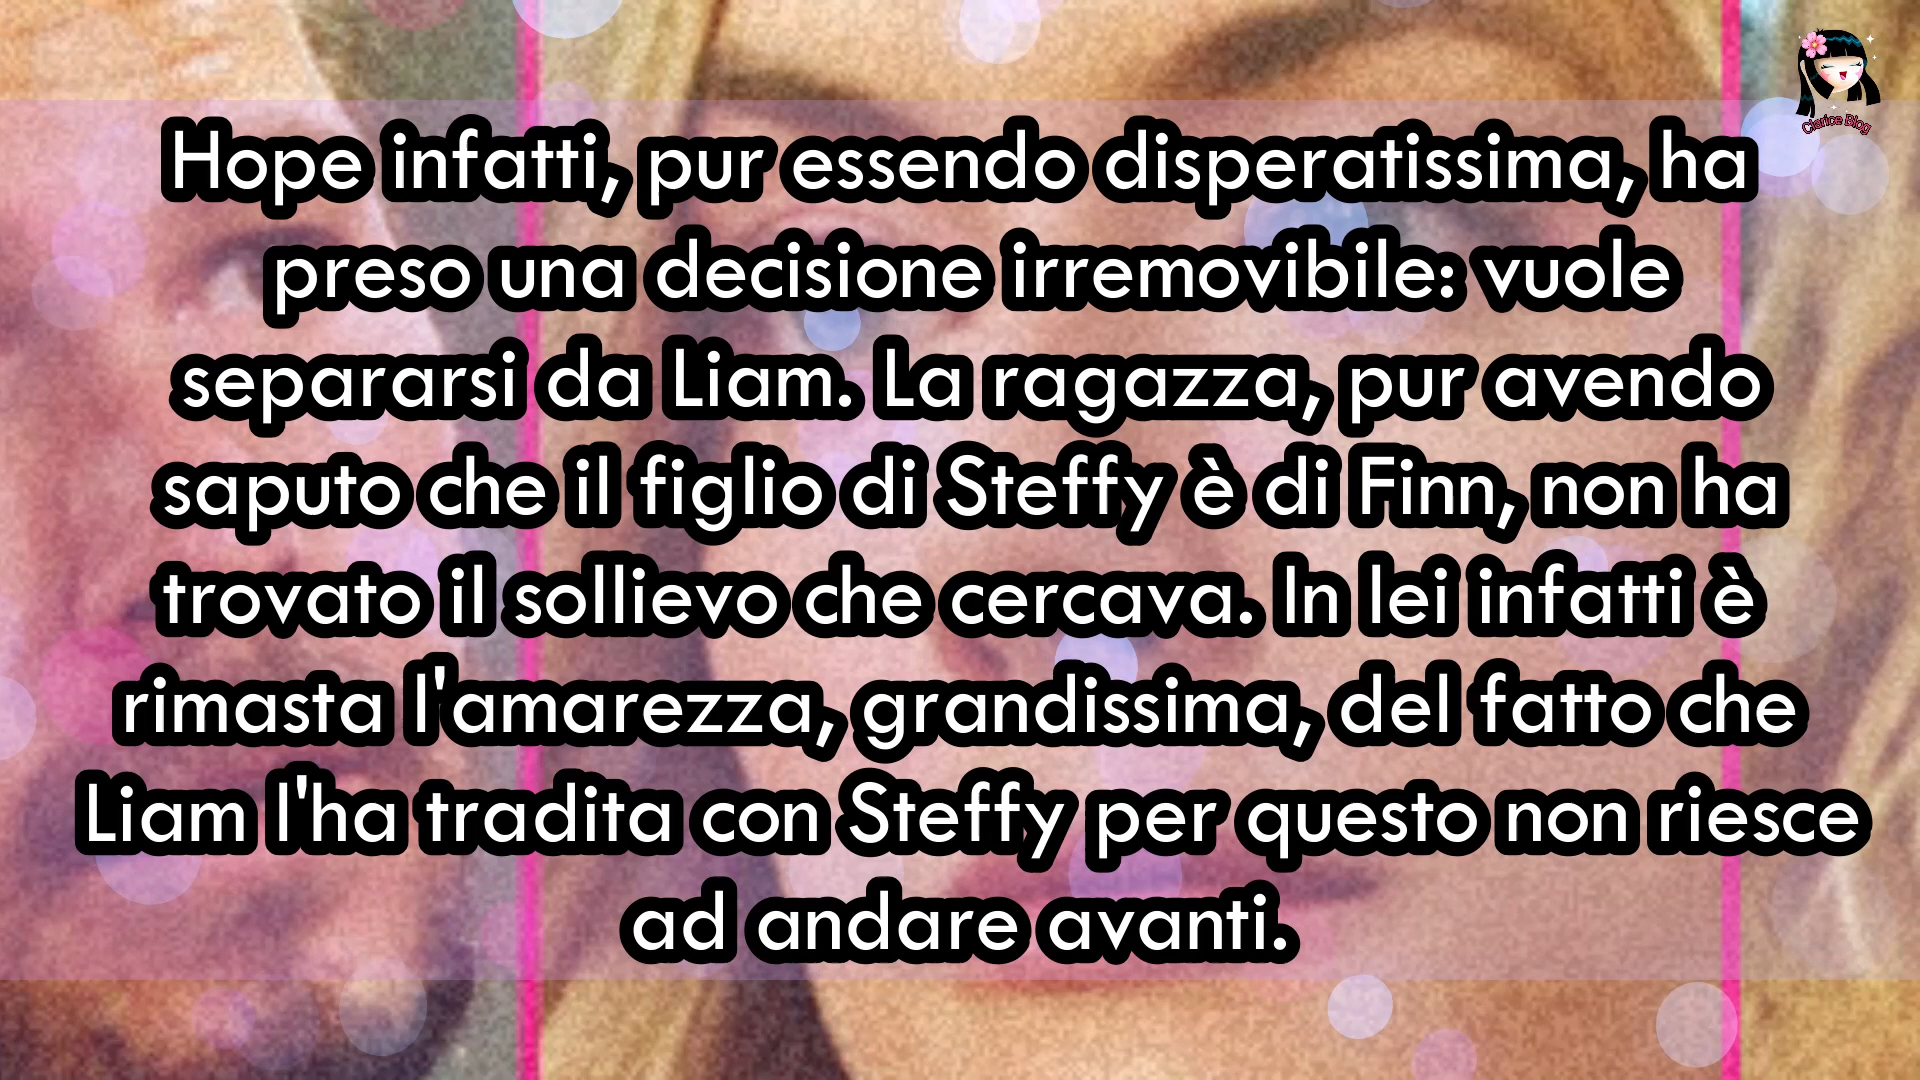 Clarice Blog
Hope infatti, pur essendo disperatissima, ha
preso una decisione irremovibile: vuole
separarsi da Liam. La ragazza, pur avendo
saputo che il figlio di Steffy è di Finn, non ha
trovato il sollievo che cercava. In lei infatti è
rimasta l'amarezza, grandissima, del fatto che
Liam l'ha tradita con Steffy per questo non riesce
ad andare avanti.